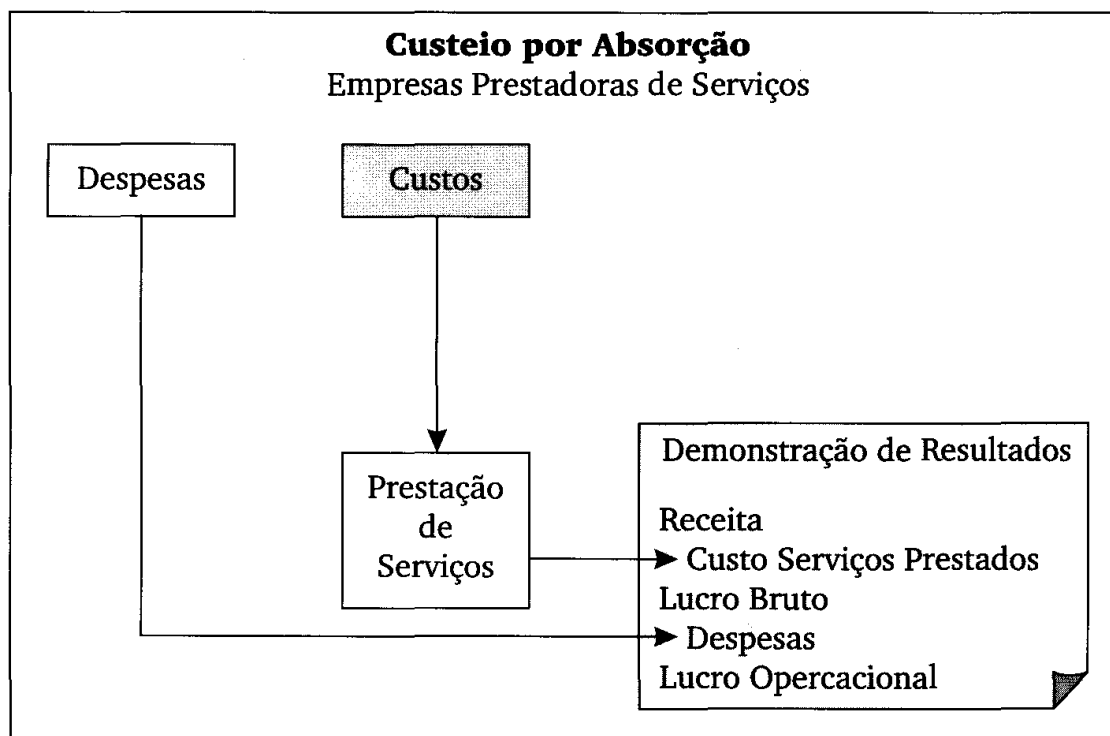 Custeio por Absorção
Empresas Prestadoras de Serviços
Despesas
Custos
Prestação
de
Serviços
Demonstração de Resultados
Receita
Custo Serviços Prestados
Lucro Bruto
Despesas
Lucro Opercacional